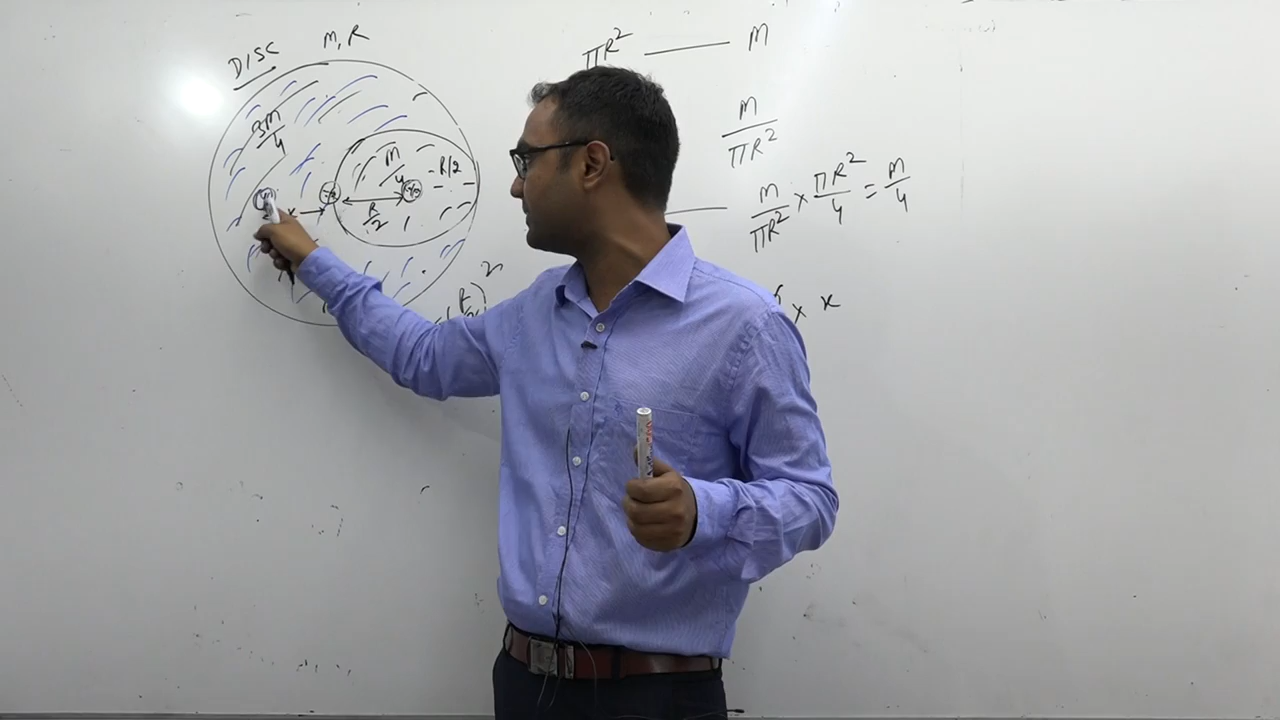 DISC M, R
πR² — M
3M/4
M/4
R/2
R/2
M/πR²
M/πR² × πR²/4 = M/4
x
× x